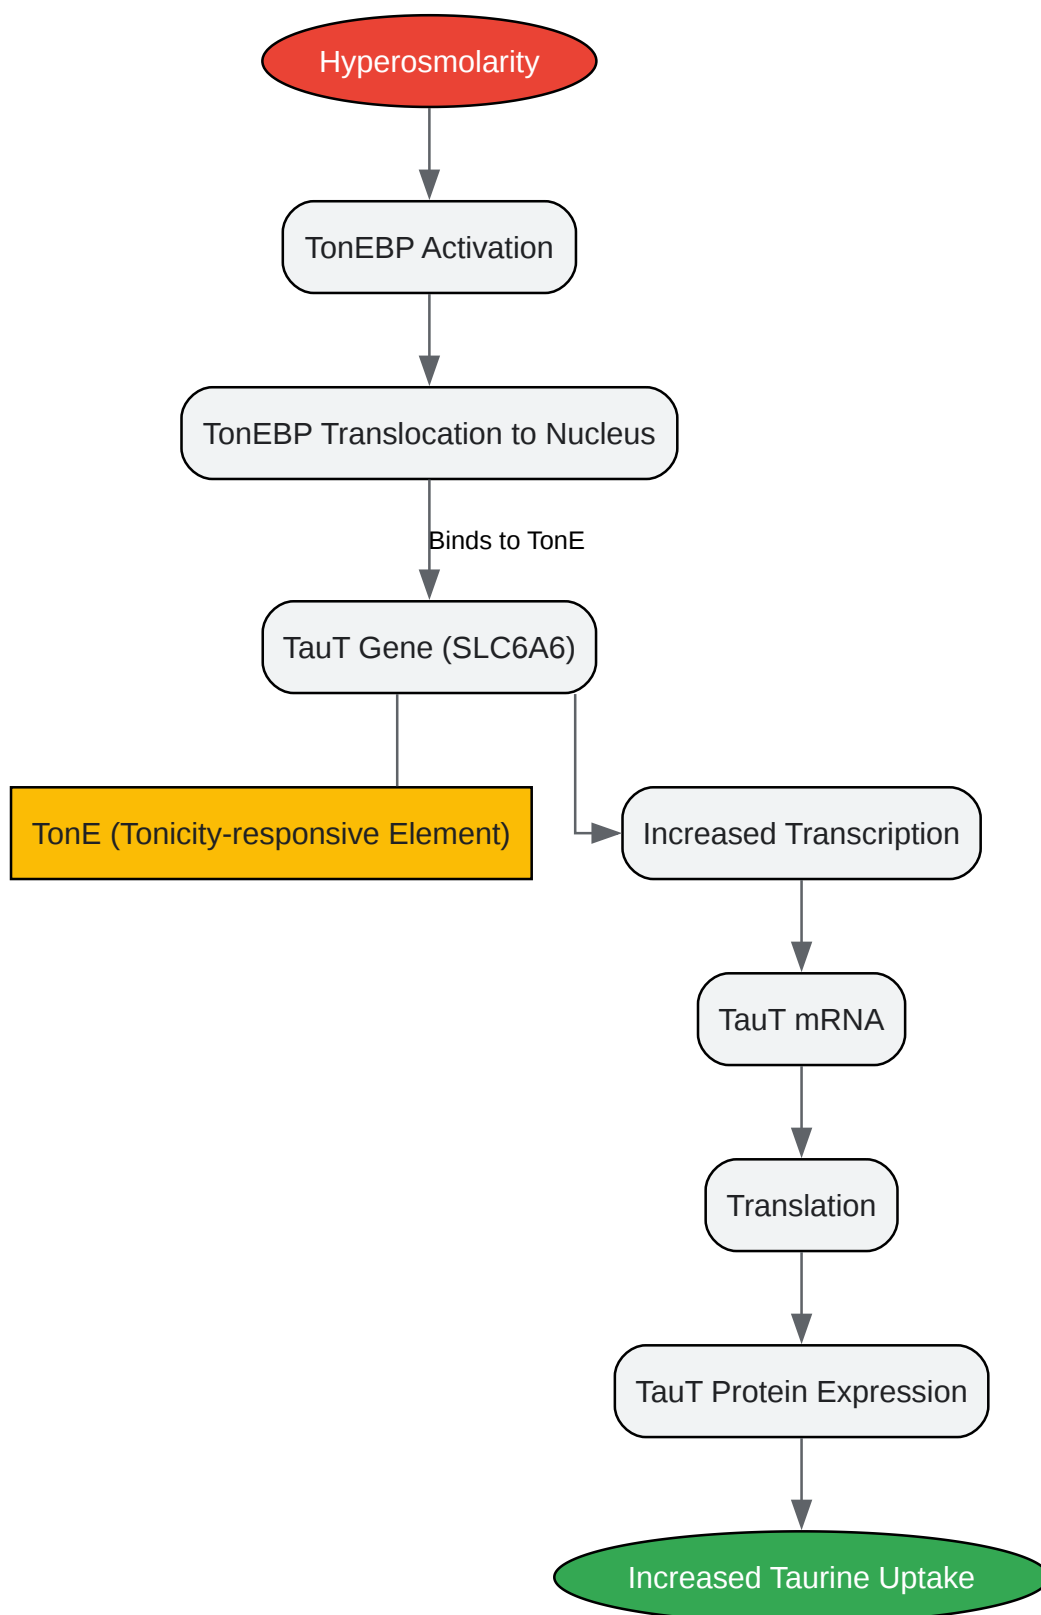 Hyperosmolarity
TonEBP Activation
TonEBP Translocation to Nucleus
Binds to TonE
TauT Gene (SLC6A6)
TonE (Tonicity-responsive Element)
Increased Transcription
TauT mRNA
Translation
TauT Protein Expression
Increased Taurine Uptake